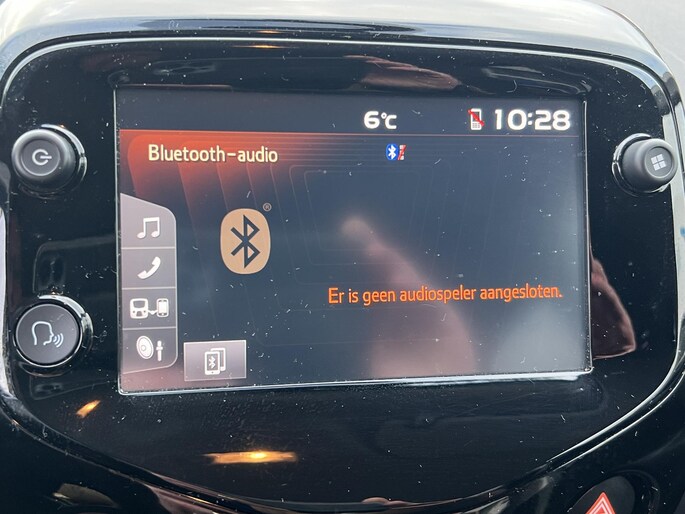 6°C
10:28
Bluetooth-audio
®
Er is geen audiospeler aangesloten.